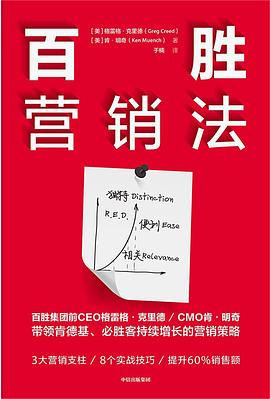 [美]格雷格·克里德(Greg Creed)
[美]肯·明奇(Ken Muench) 著
于楠 译
百胜
营销法
独特 Distinction
R.E.D.
便利 Ease
相关 Relevance
百胜集团前CEO格雷格·克里德 / CMO肯·明奇
带领肯德基、必胜客持续增长的营销策略
3大营销支柱 / 8个实战技巧 / 提升60%销售额
中信出版集团